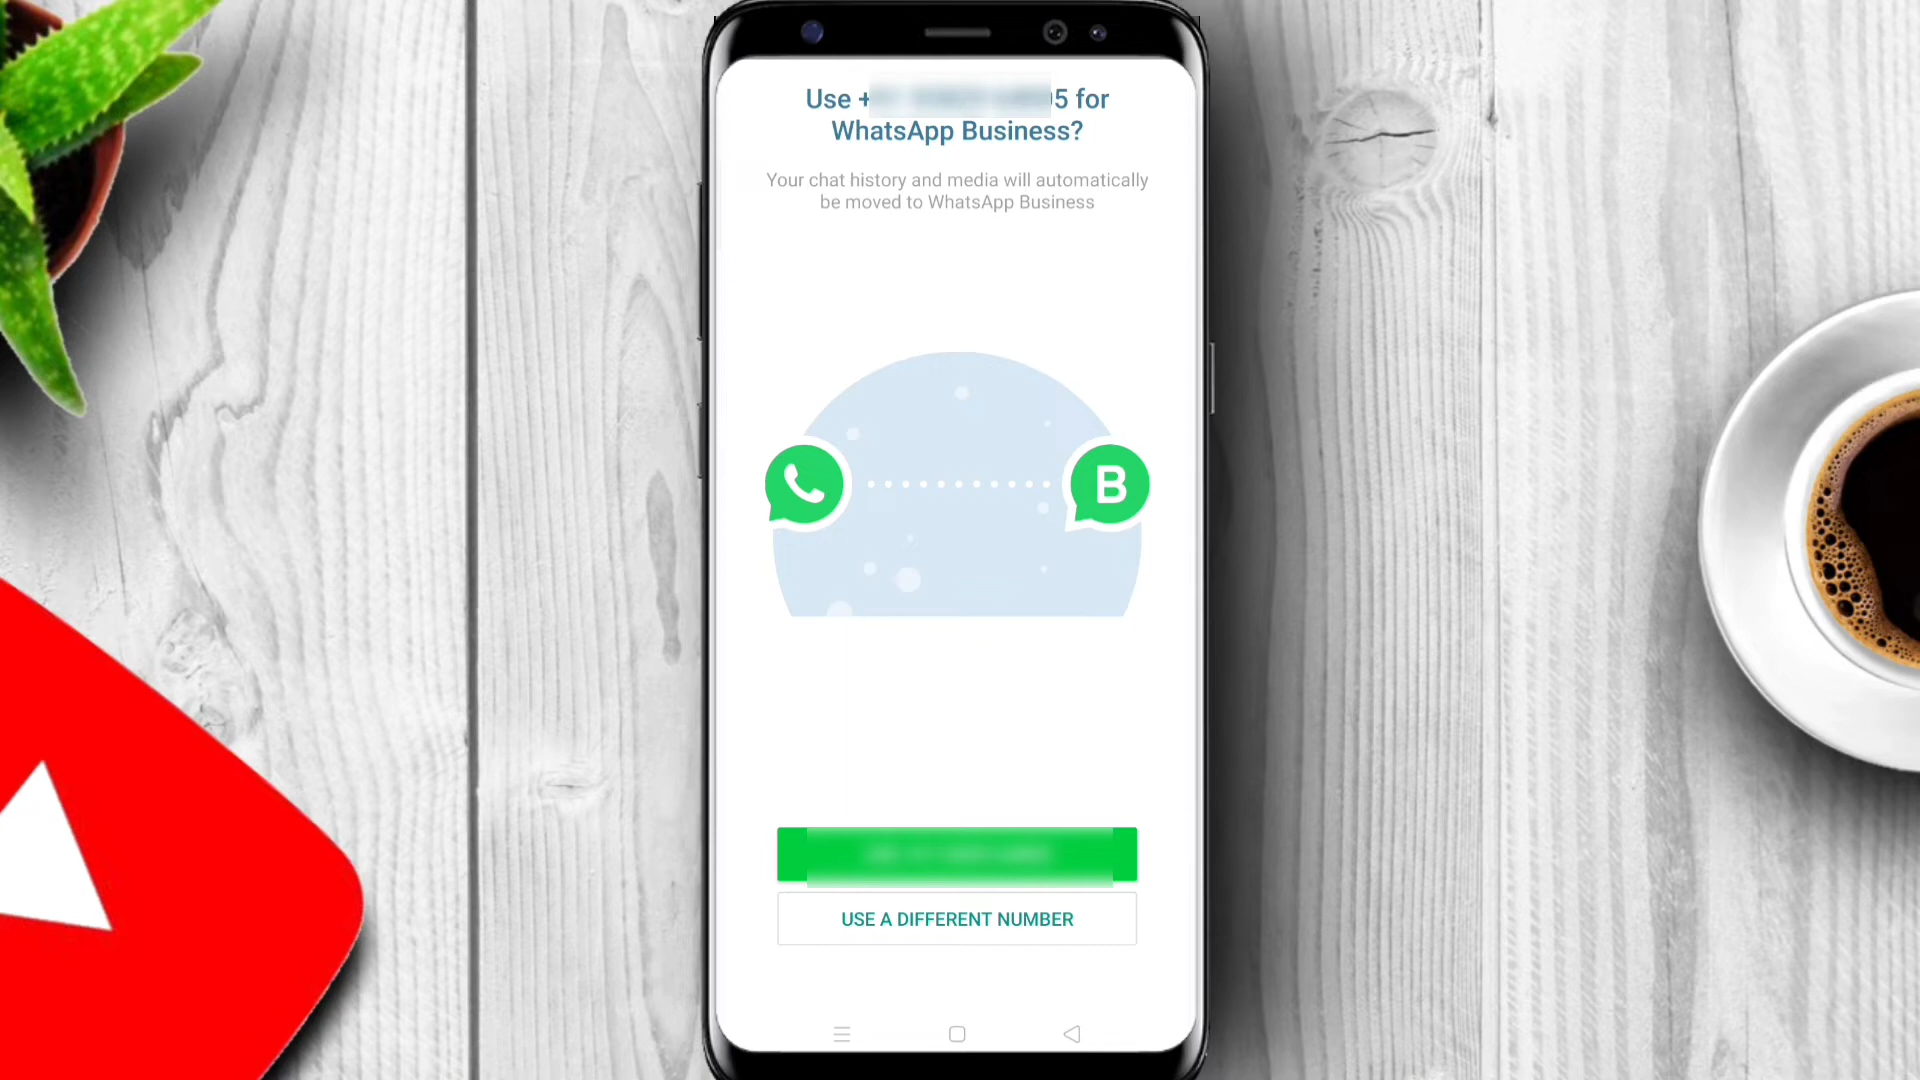 Use + 5 for
WhatsApp Business?
Your chat history and media will automatically
be moved to WhatsApp Business
B
USE A DIFFERENT NUMBER